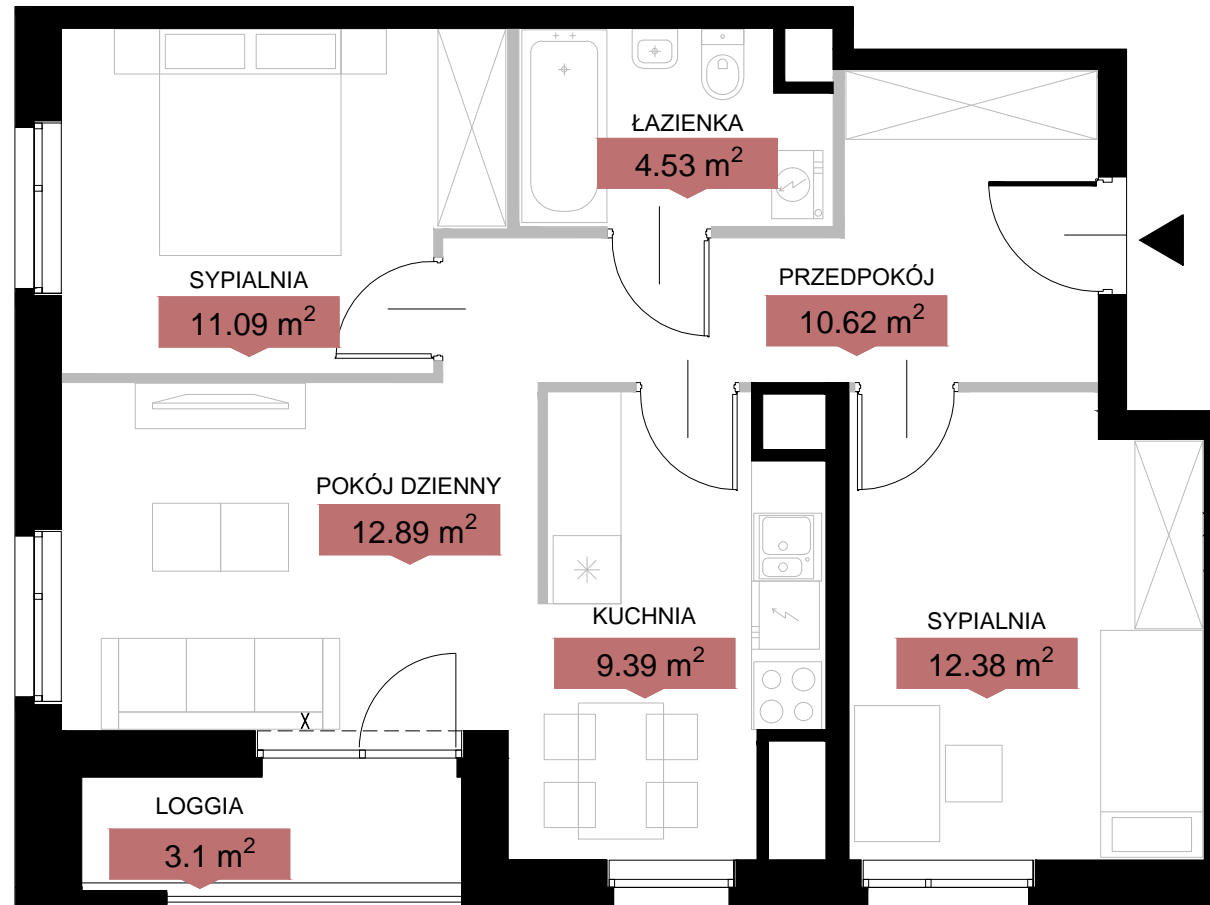 ŁAZIENKA
4.53 m²
SYPIALNIA
11.09 m²
PRZEDPOKÓJ
10.62 m²
POKÓJ DZIENNY
12.89 m²
KUCHNIA
9.39 m²
SYPIALNIA
12.38 m²
X
LOGGIA
3.1 m²